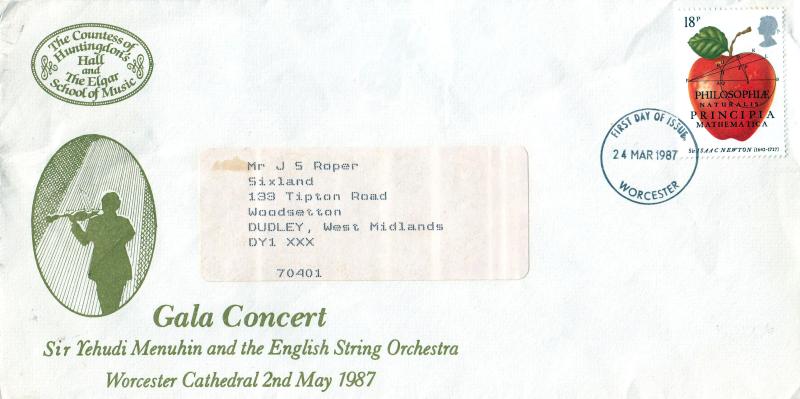 The Countess of
Huntingdon's
Hall
and
The Elgar
School of Music
18P
PHILOSOPHIÆ
NATURALIS
PRINCIPIA
MATHEMATICA
Sir ISAAC NEWTON (1642-1727)
FIRST DAY OF ISSUE
24 MAR 1987
WORCESTER
Mr J S Roper
Sixland
133 Tipton Road
Woodsetton
DUDLEY, West Midlands
DY1 XXX
70401
Gala Concert
Sir Yehudi Menuhin and the English String Orchestra
Worcester Cathedral 2nd May 1987